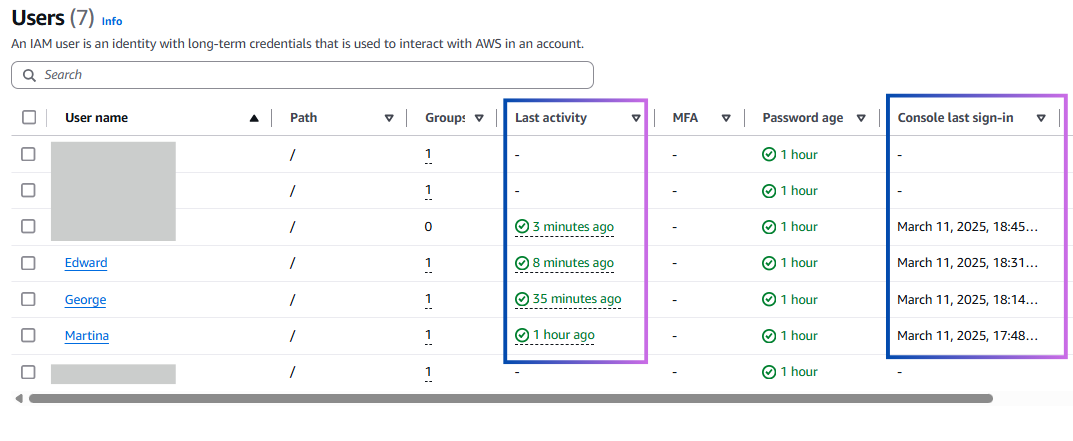 Users (7) Info
An IAM user is an identity with long-term credentials that is used to interact with AWS in an account.
Search
User name Path Groups Last activity MFA Password age Console last sign-in
/ 1 - - 1 hour -
/ 1 - - 1 hour -
/ 0 3 minutes ago - 1 hour March 11, 2025, 18:45...
Edward / 1 8 minutes ago - 1 hour March 11, 2025, 18:31...
George / 1 35 minutes ago - 1 hour March 11, 2025, 18:14...
Martina / 1 1 hour ago - 1 hour March 11, 2025, 17:48...
/ 1 - - 1 hour -